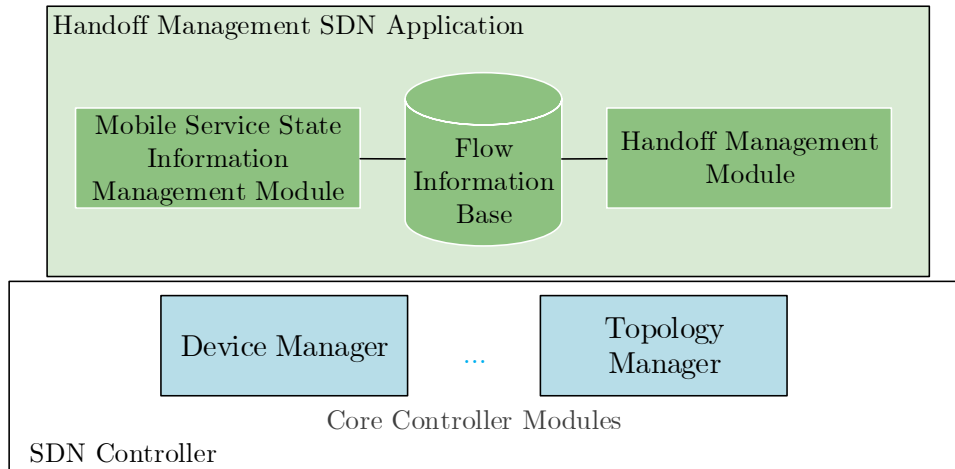 Handoff Management SDN Application
Mobile Service State
Information
Management Module
Flow
Information
Base
Handoff Management
Module
Device Manager
...
Topology
Manager
Core Controller Modules
SDN Controller